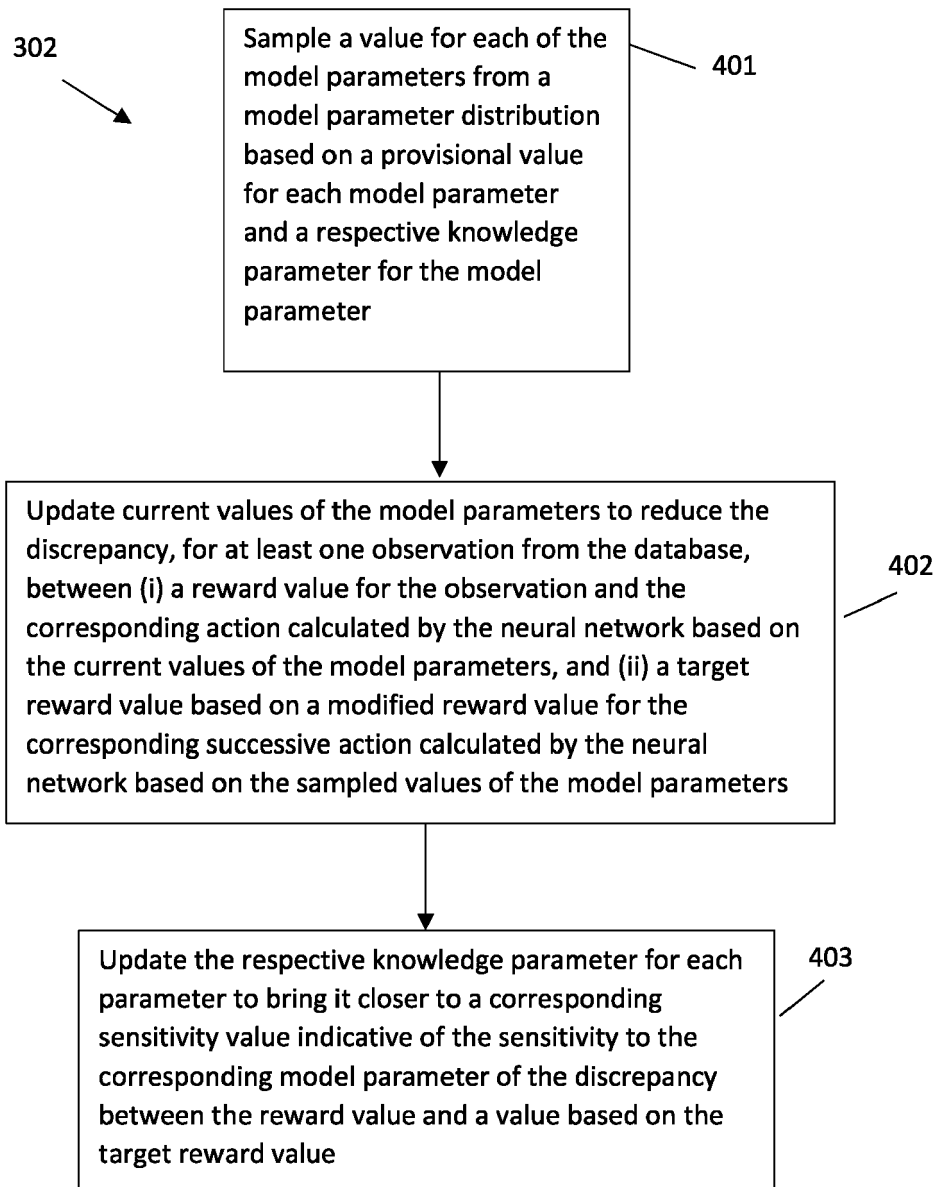 302
Sample a value for each of the
model parameters from a
model parameter distribution
based on a provisional value
for each model parameter
and a respective knowledge
parameter for the model
parameter
401
Update current values of the model parameters to reduce the
discrepancy, for at least one observation from the database,
between (i) a reward value for the observation and the
corresponding action calculated by the neural network based on
the current values of the model parameters, and (ii) a target
reward value based on a modified reward value for the
corresponding successive action calculated by the neural
network based on the sampled values of the model parameters
402
Update the respective knowledge parameter for each
parameter to bring it closer to a corresponding
sensitivity value indicative of the sensitivity to the
corresponding model parameter of the discrepancy
between the reward value and a value based on the
target reward value
403